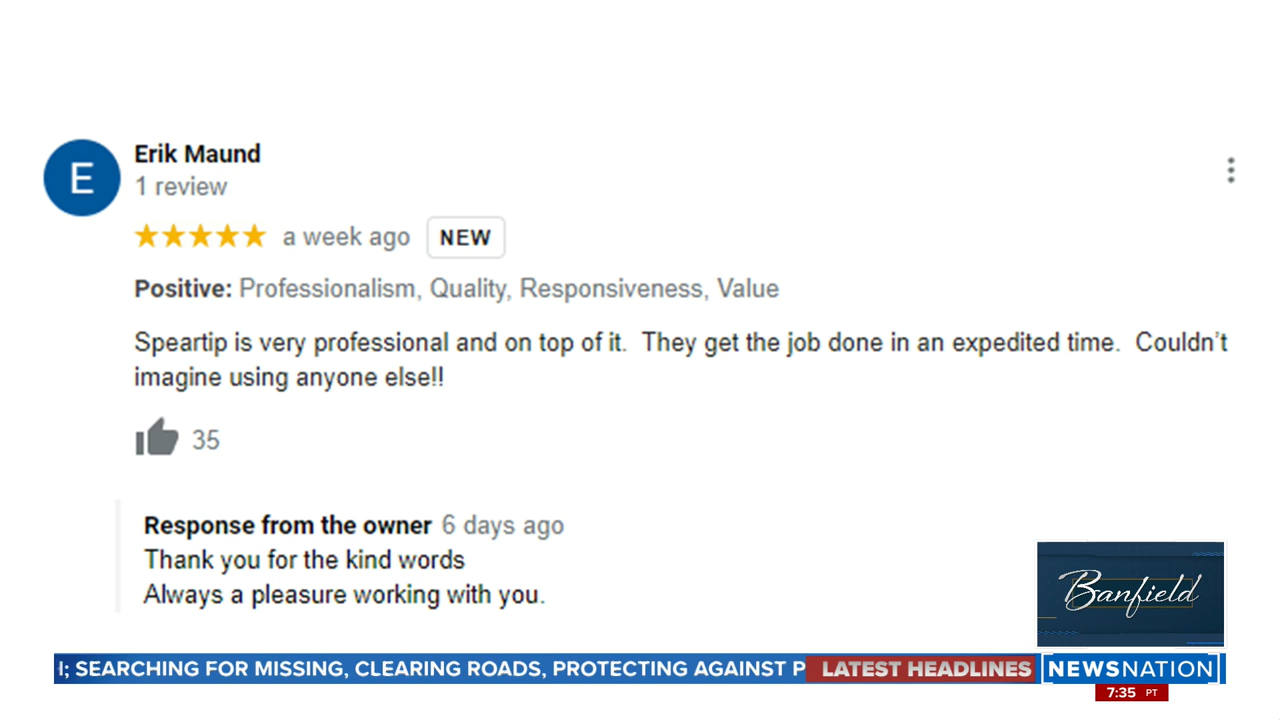 E
Erik Maund
1 review
★★★★★ a week ago NEW
Positive: Professionalism, Quality, Responsiveness, Value
Speartip is very professional and on top of it.  They get the job done in an expedited time.  Couldn't
imagine using anyone else!!
35
Response from the owner 6 days ago
Thank you for the kind words
Always a pleasure working with you.
Banfield
; SEARCHING FOR MISSING, CLEARING ROADS, PROTECTING AGAINST LATEST HEADLINES NEWSNATION
7:35 PT